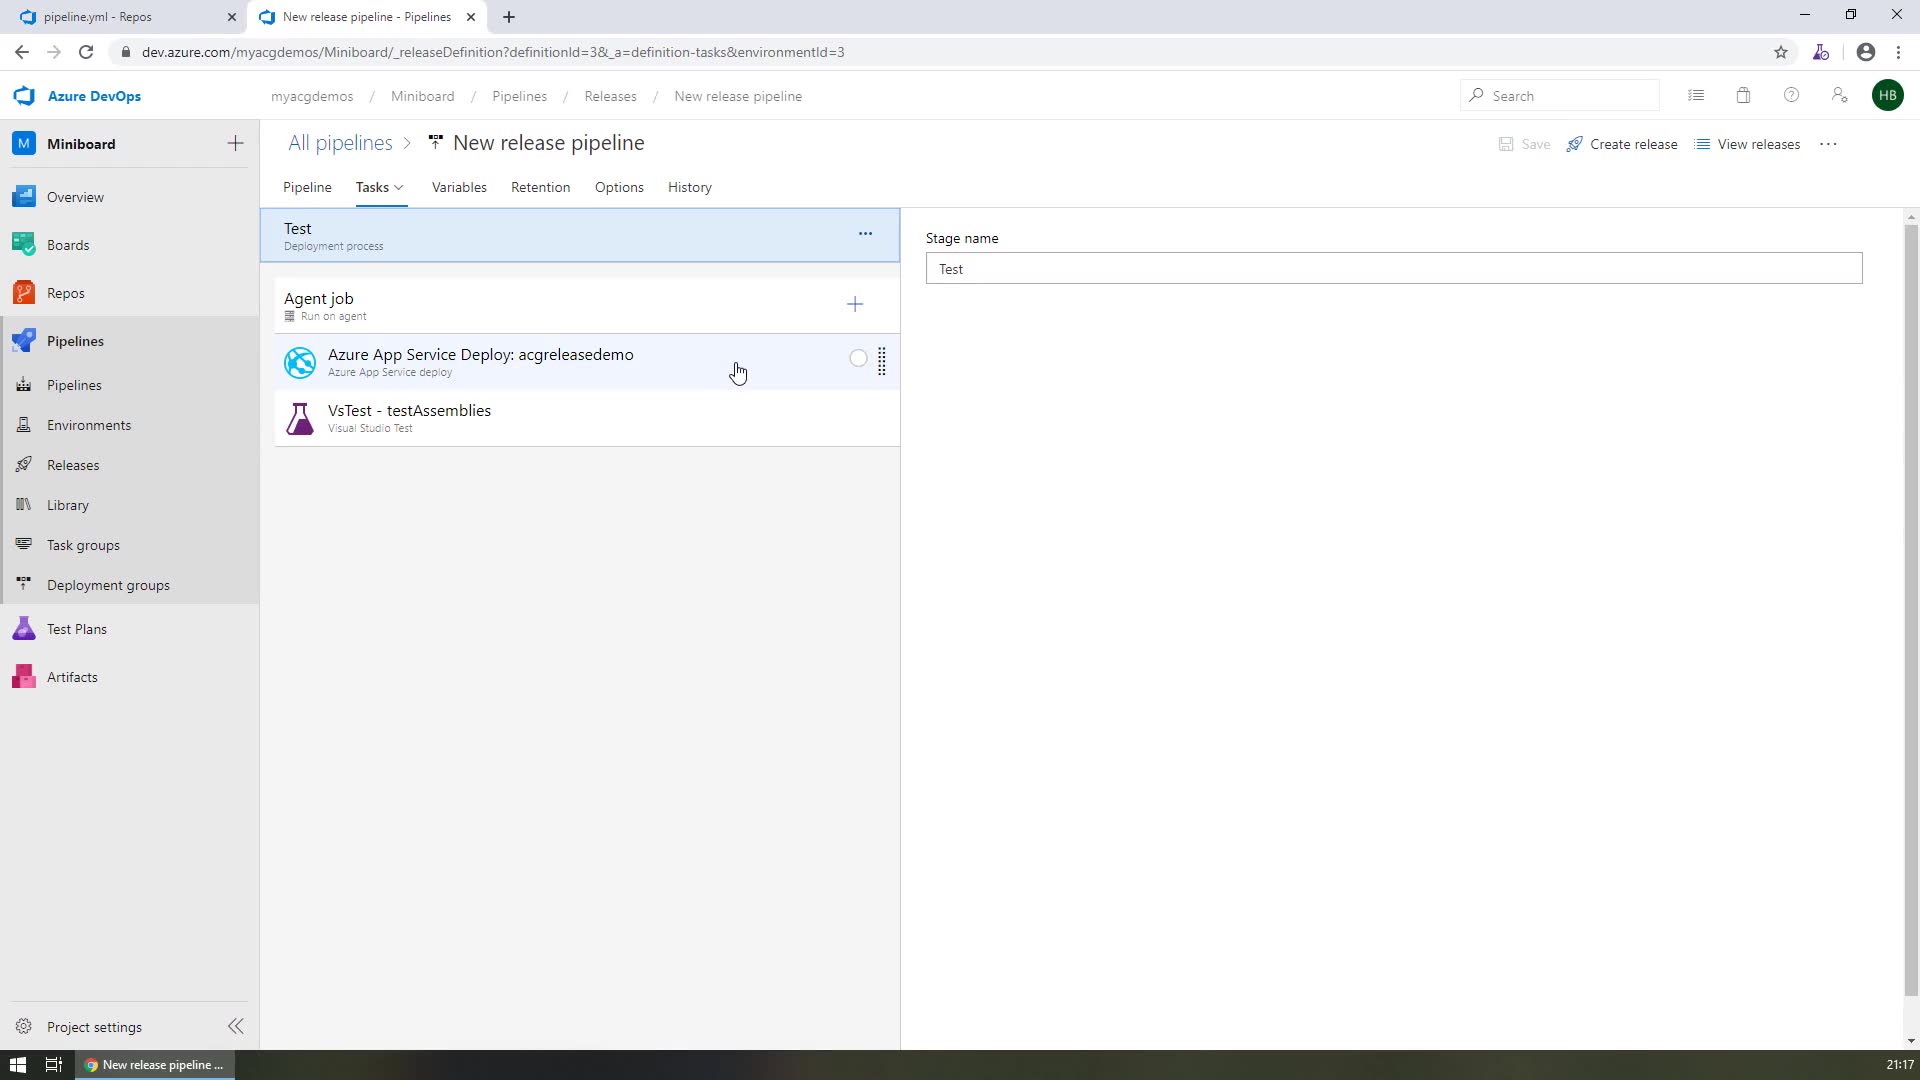 pipeline.yml - Repos
New release pipeline - Pipelines
dev.azure.com/myacgdemos/Miniboard/_releaseDefinition?definitionId=3&_a=definition-tasks&environmentId=3
Azure DevOps
myacgdemos / Miniboard / Pipelines / Releases / New release pipeline
Search
HB
M
Miniboard
Overview
Boards
Repos
Pipelines
Pipelines
Environments
Releases
Library
Task groups
Deployment groups
Test Plans
Artifacts
Project settings
All pipelines > New release pipeline
Save
Create release
View releases
Pipeline
Tasks
Variables
Retention
Options
History
Test
Deployment process
Agent job
Run on agent
Azure App Service Deploy: acgreleasedemo
Azure App Service deploy
VsTest - testAssemblies
Visual Studio Test
Stage name
Test
New release pipeline ...
21:17